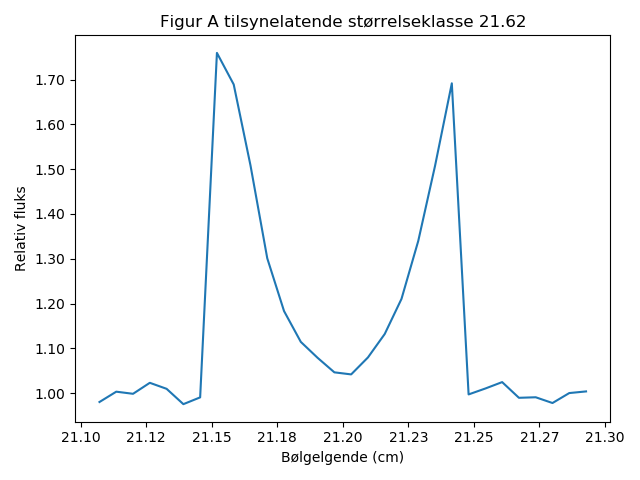 Figur A tilsynelatende størrelseklasse 21.62
Relativ fluks
1.70
1.60
1.50
1.40
1.30
1.20
1.10
1.00
21.10 21.12 21.15 21.18 21.20 21.23 21.25 21.27 21.30
Bølgelgende (cm)